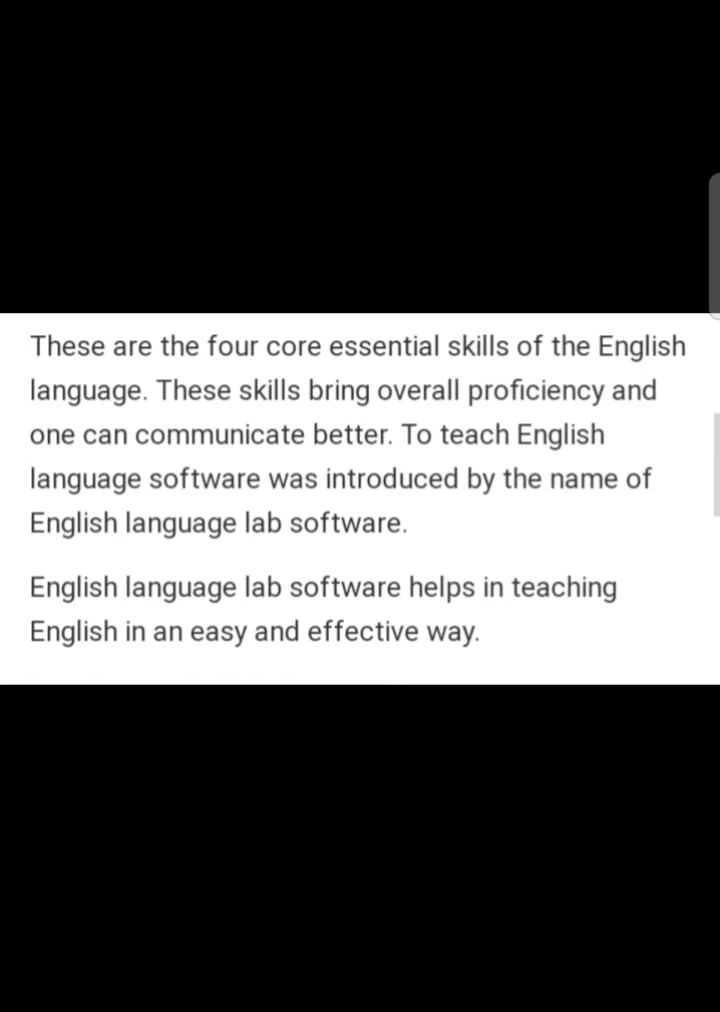 These are the four core essential skills of the English
language. These skills bring overall proficiency and
one can communicate better. To teach English
language software was introduced by the name of
English language lab software.
English language lab software helps in teaching
English in an easy and effective way.